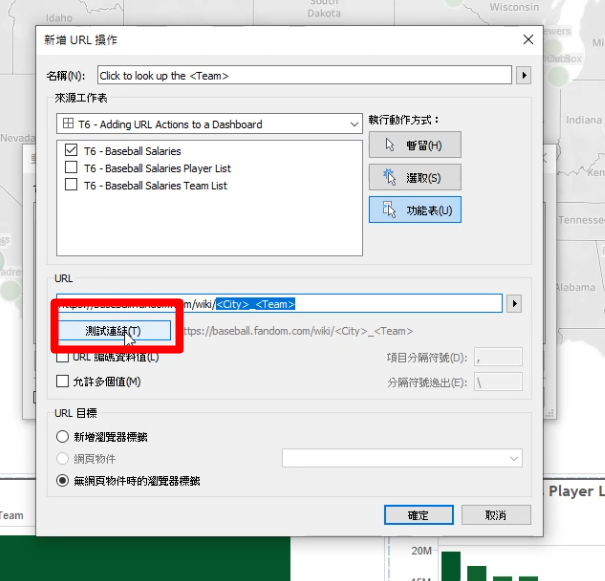 Idaho
South
Dakota
Wisconsin
新增 URL 操作
名稱(N): Click to look up the <Team>
來源工作表
T6 - Adding URL Actions to a Dashboard
T6 - Baseball Salaries
T6 - Baseball Salaries Player List
T6 - Baseball Salaries Team List
執行動作方式：
暫留(H)
選取(S)
功能表(U)
Indiana
Nevada
Tennesse
Alabama
URL
m/wiki/<City>_<Team>
測試連結(T)
ttps://baseball.fandom.com/wiki/<City>_<Team>
URL 編碼資料值(L)
項目分隔符號(D): ,
允許多個值(M)
分隔符號逸出(E): \
URL 目標
新增瀏覽器標籤
網頁物件
無網頁物件時的瀏覽器標籤
確定
取消
Team
Player L
20M
15M